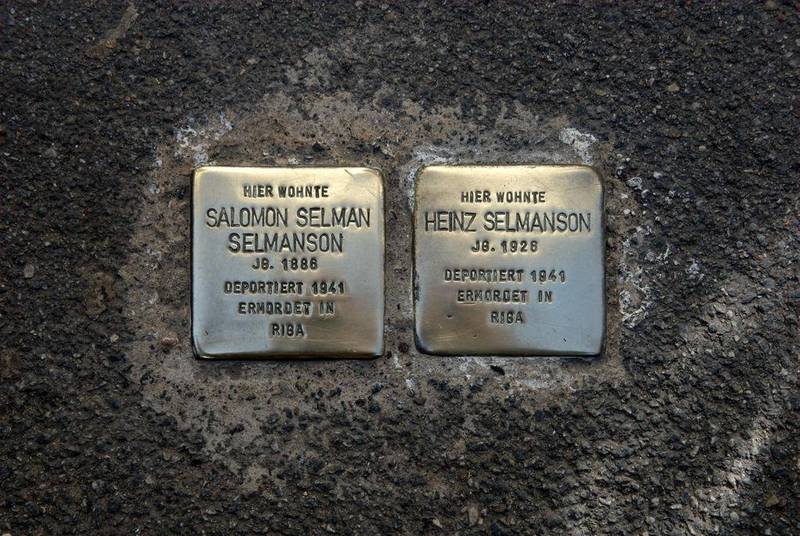 HIER WOHNTE
SALOMON SELMAN
SELMANSON
JG. 1886
DEPORTIERT 1941
ERMORDET IN
RIGA
HIER WOHNTE
HEINZ SELMANSON
JG. 1926
DEPORTIERT 1941
ERMORDET IN
RIGA